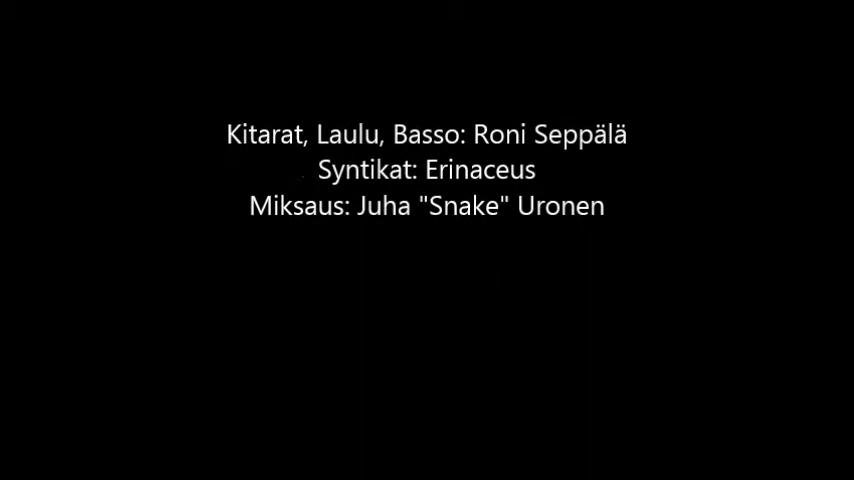 Kitarat, Laulu, Basso: Roni Seppälä
Syntikat: Erinaceus
Miksaus: Juha "Snake" Uronen